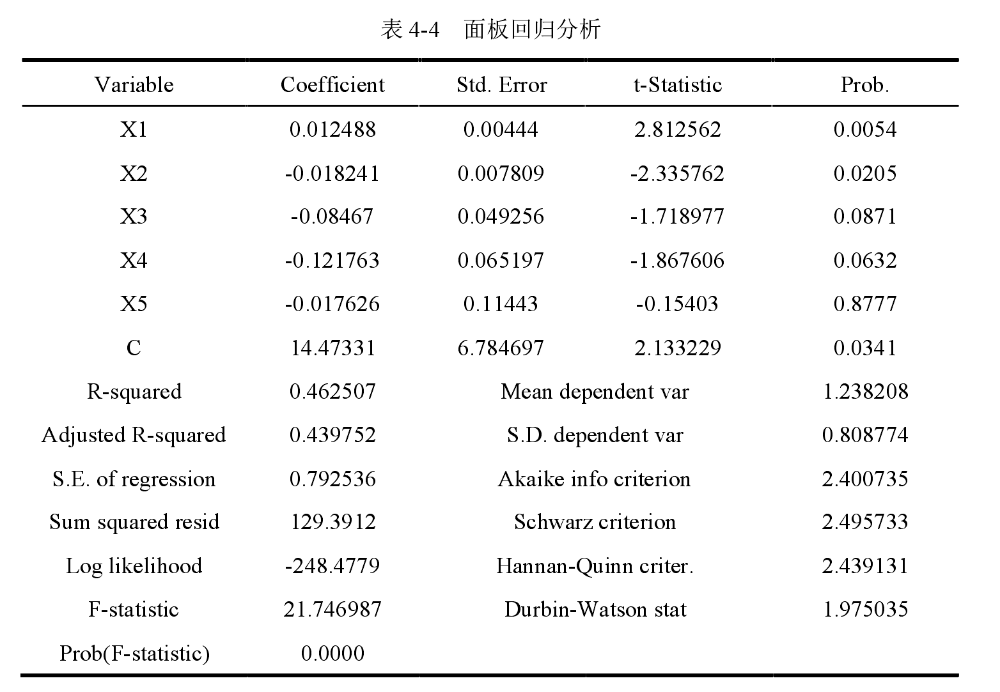 表 4-4 面板回归分析
Variable Coefficient Std. Error t-Statistic Prob.
X1 0.012488 0.00444 2.812562 0.0054
X2 -0.018241 0.007809 -2.335762 0.0205
X3 -0.08467 0.049256 -1.718977 0.0871
X4 -0.121763 0.065197 -1.867606 0.0632
X5 -0.017626 0.11443 -0.15403 0.8777
C 14.47331 6.784697 2.133229 0.0341
R-squared 0.462507 Mean dependent var 1.238208
Adjusted R-squared 0.439752 S.D. dependent var 0.808774
S.E. of regression 0.792536 Akaike info criterion 2.400735
Sum squared resid 129.3912 Schwarz criterion 2.495733
Log likelihood -248.4779 Hannan-Quinn criter. 2.439131
F-statistic 21.746987 Durbin-Watson stat 1.975035
Prob(F-statistic) 0.0000